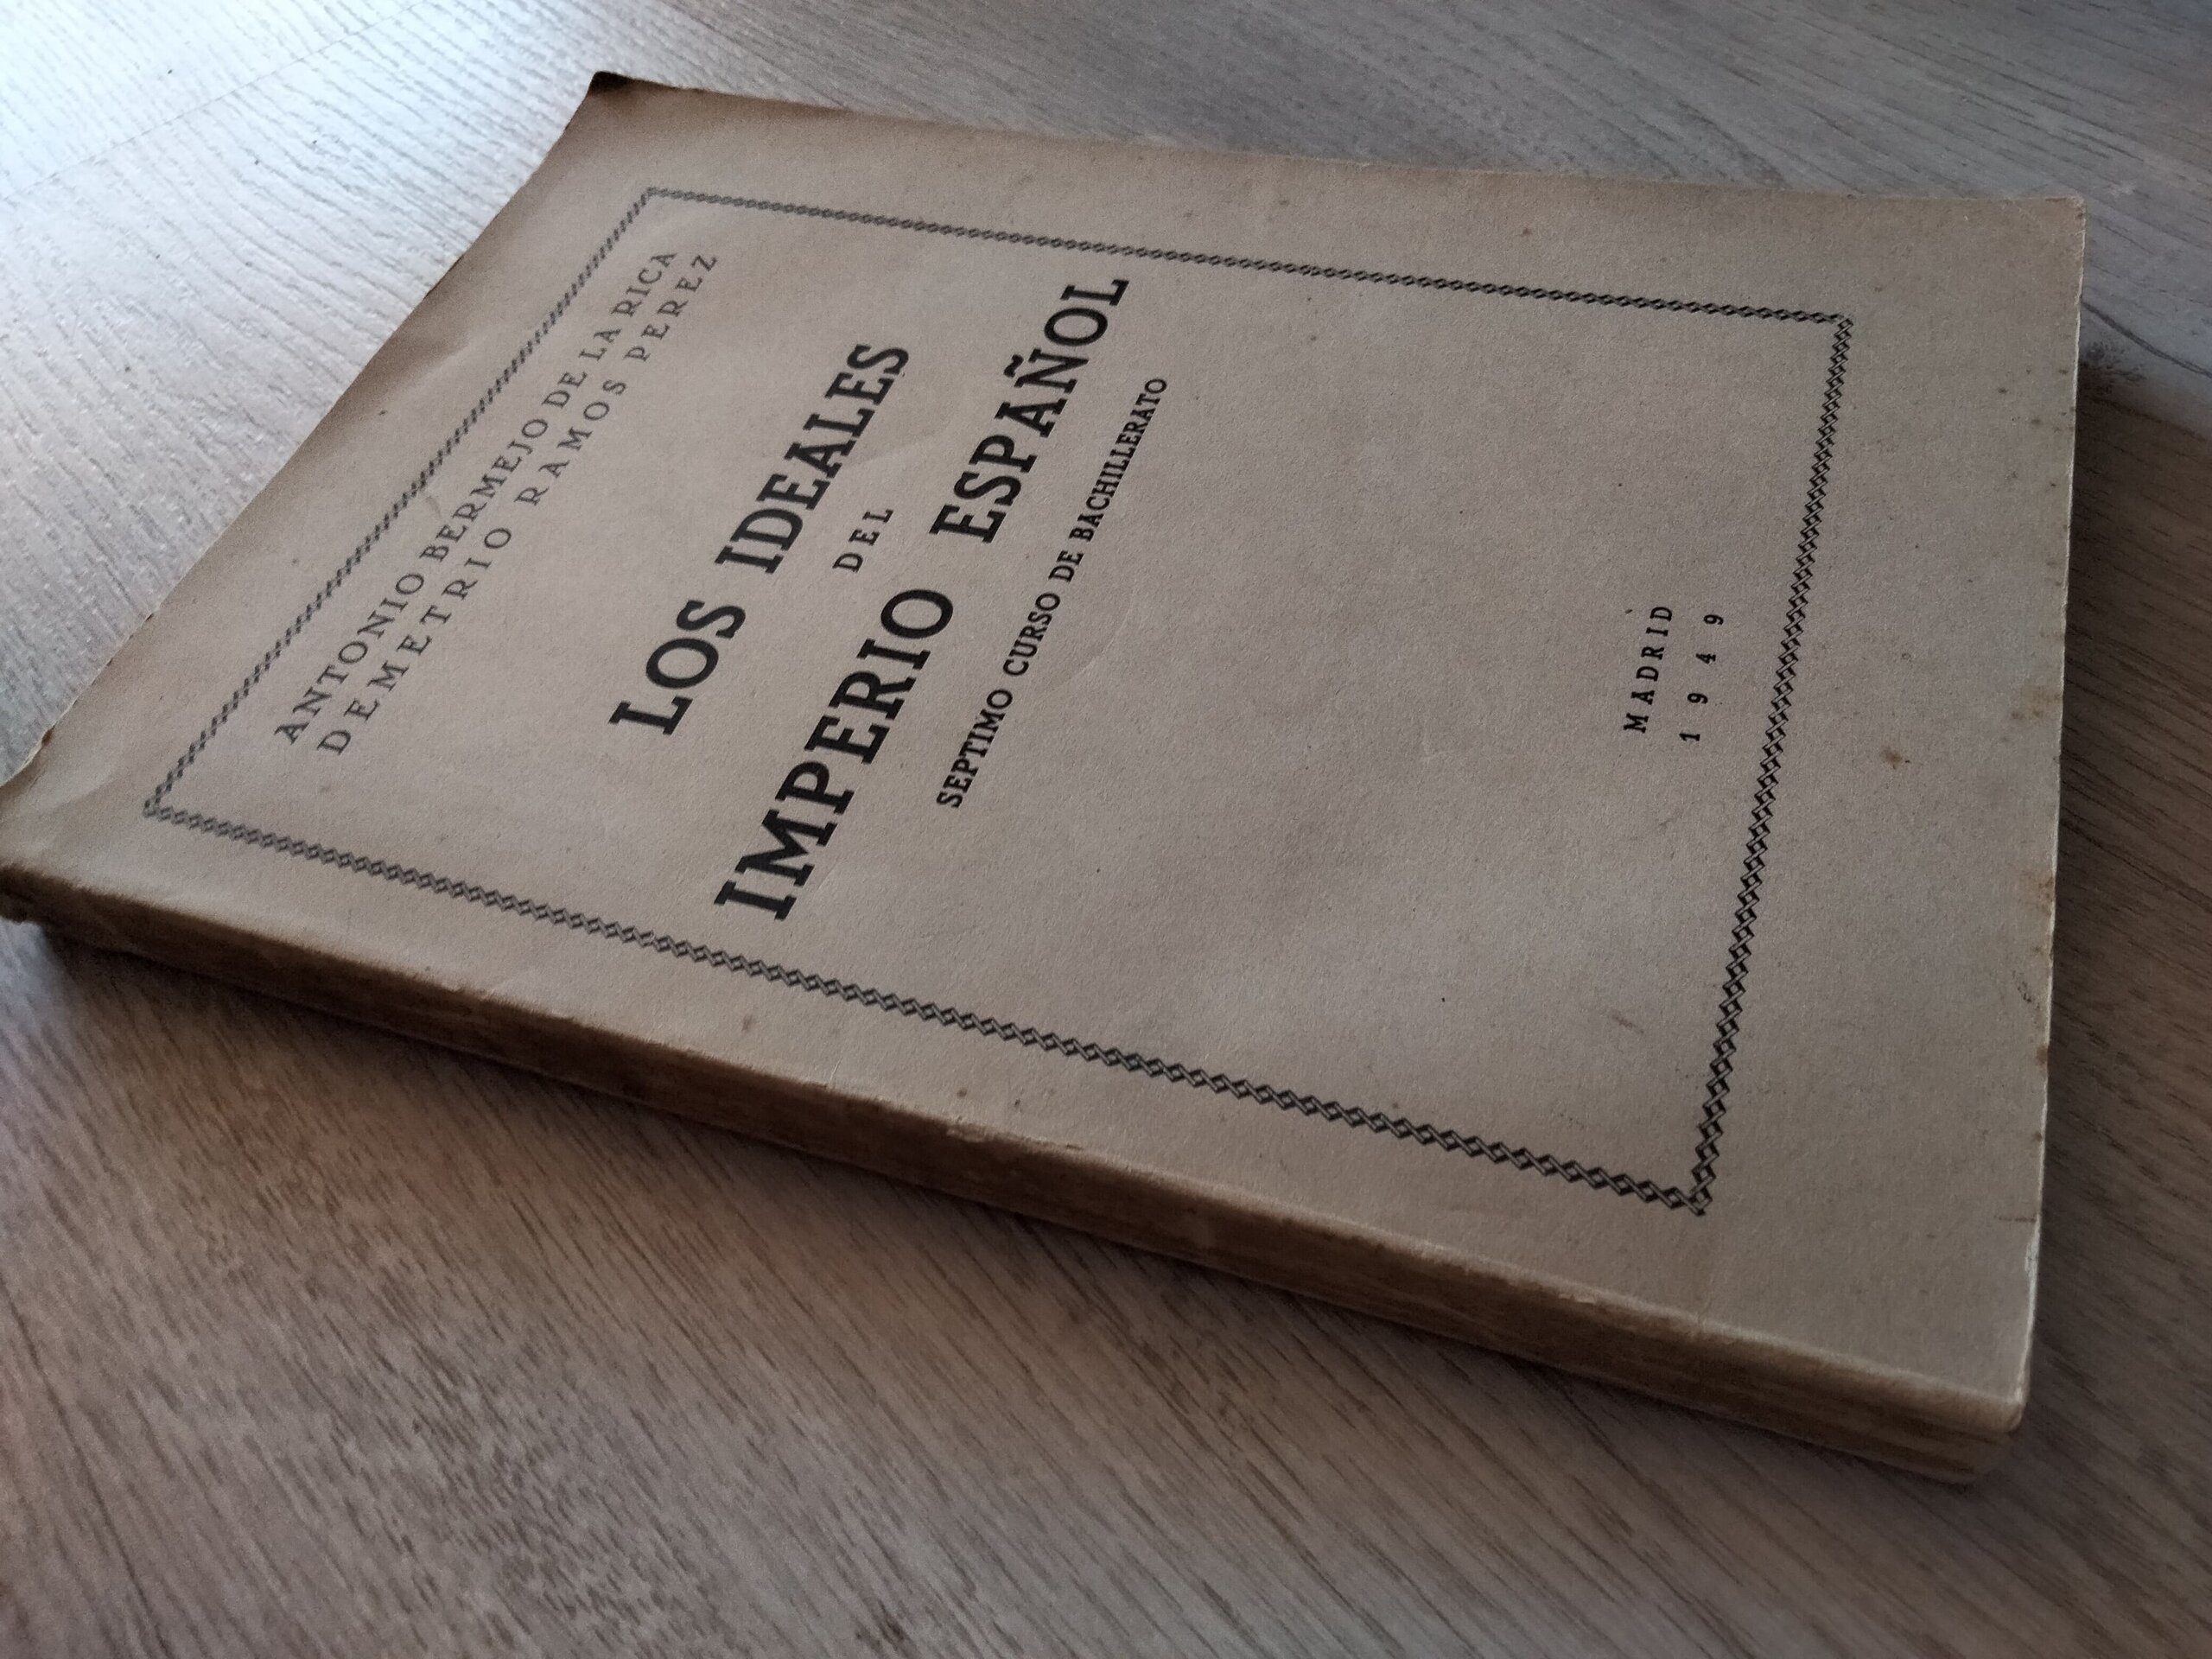 ANTONIO BERMEJO DE LA RICA
DEMETRIO RAMOS PEREZ
LOS IDEALES
DEL
IMPERIO ESPAÑOL
SEPTIMO CURSO DE BACHILLERATO
MADRID
1949